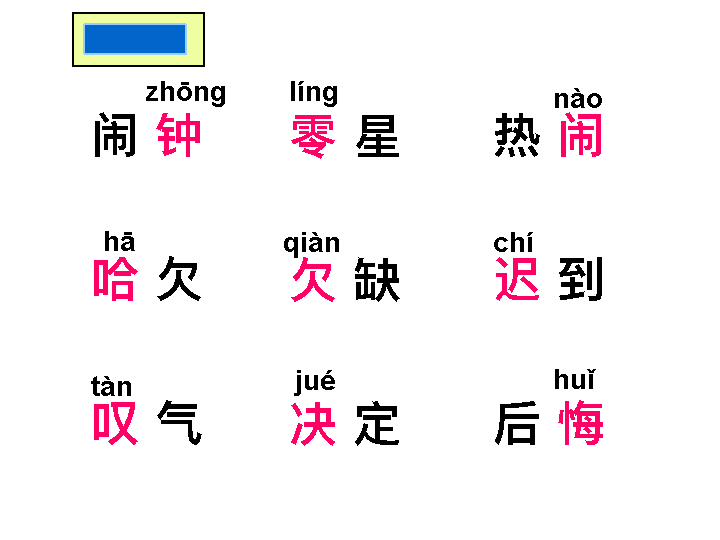 zhōng líng nào
闹钟 零星 热闹
hā qiàn chí
哈欠 欠缺 迟到
tàn jué huǐ
叹气 决定 后悔